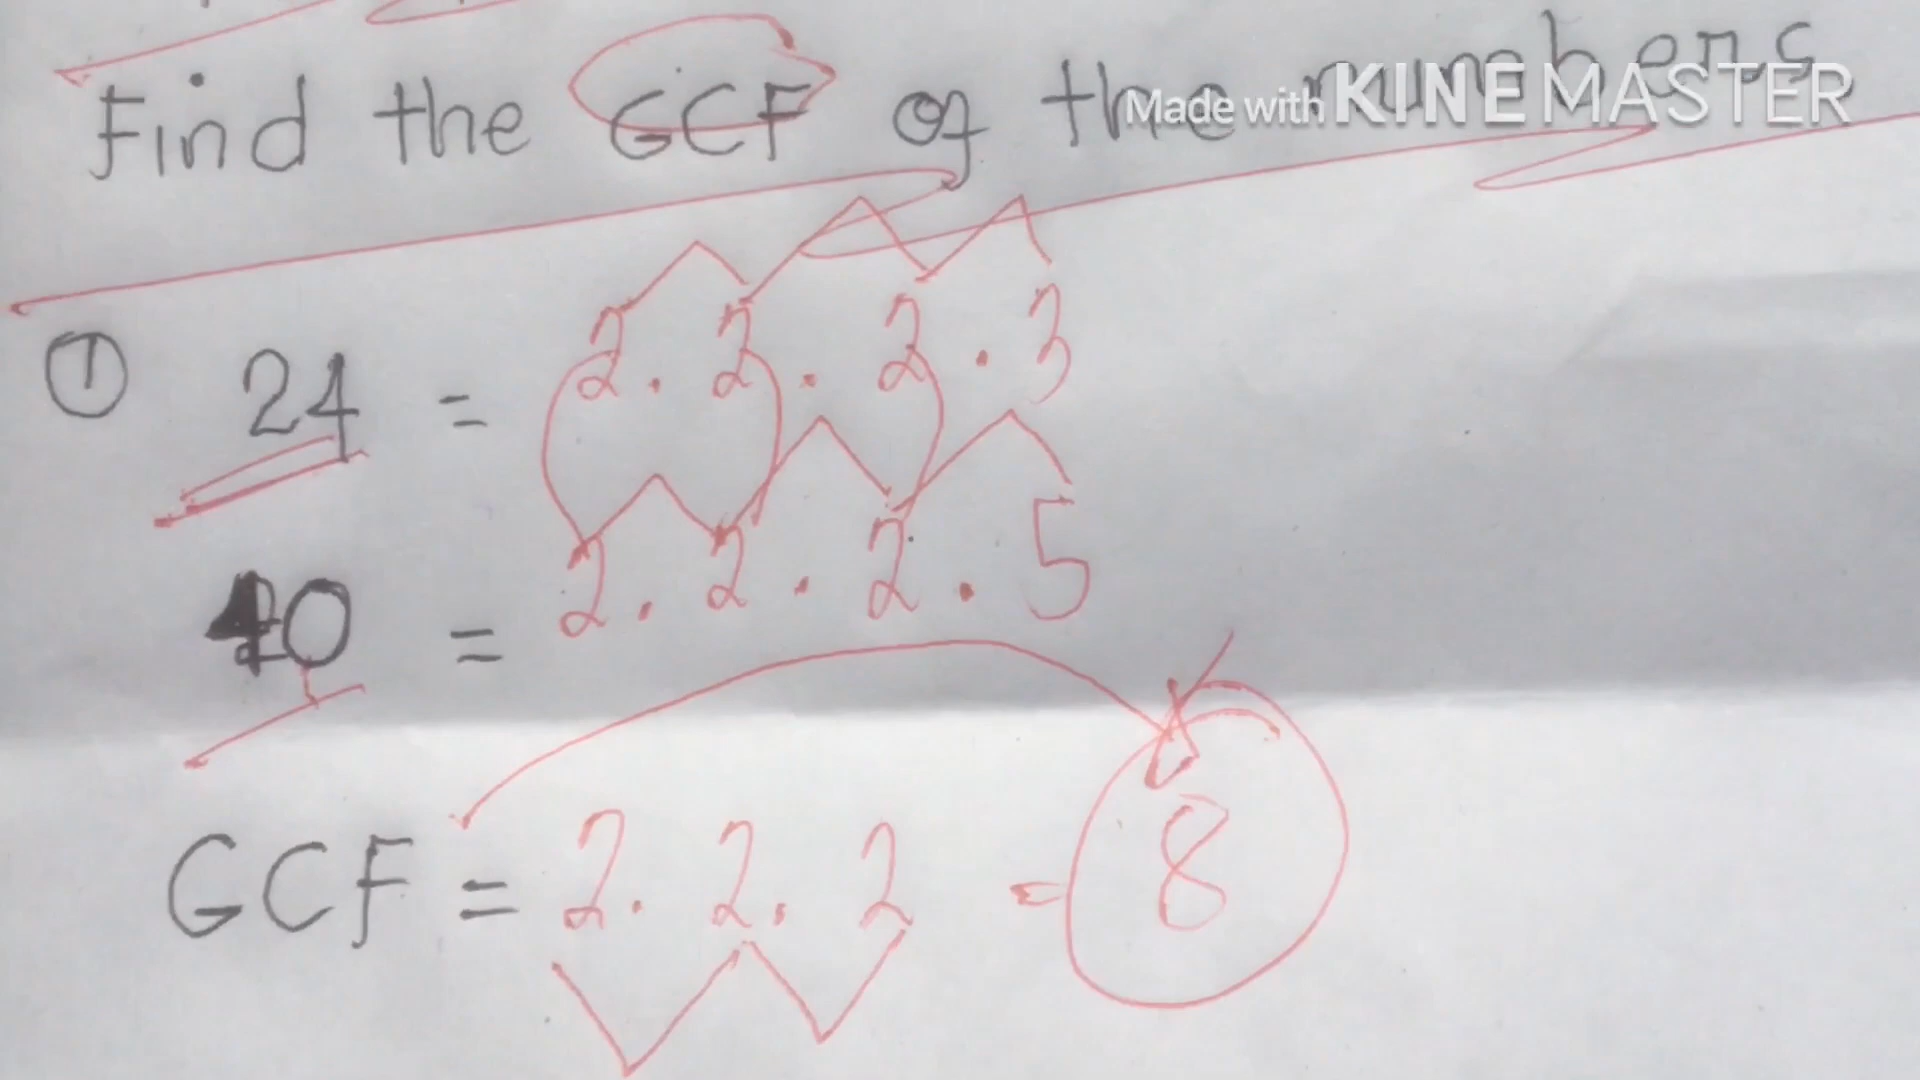 Find the GCF of the numbers
Made with KINEMASTER
① 24 = 2 . 2 . 2 . 3
40 = 2 . 2 . 2 . 5
GCF = 2 . 2 . 2 = 8